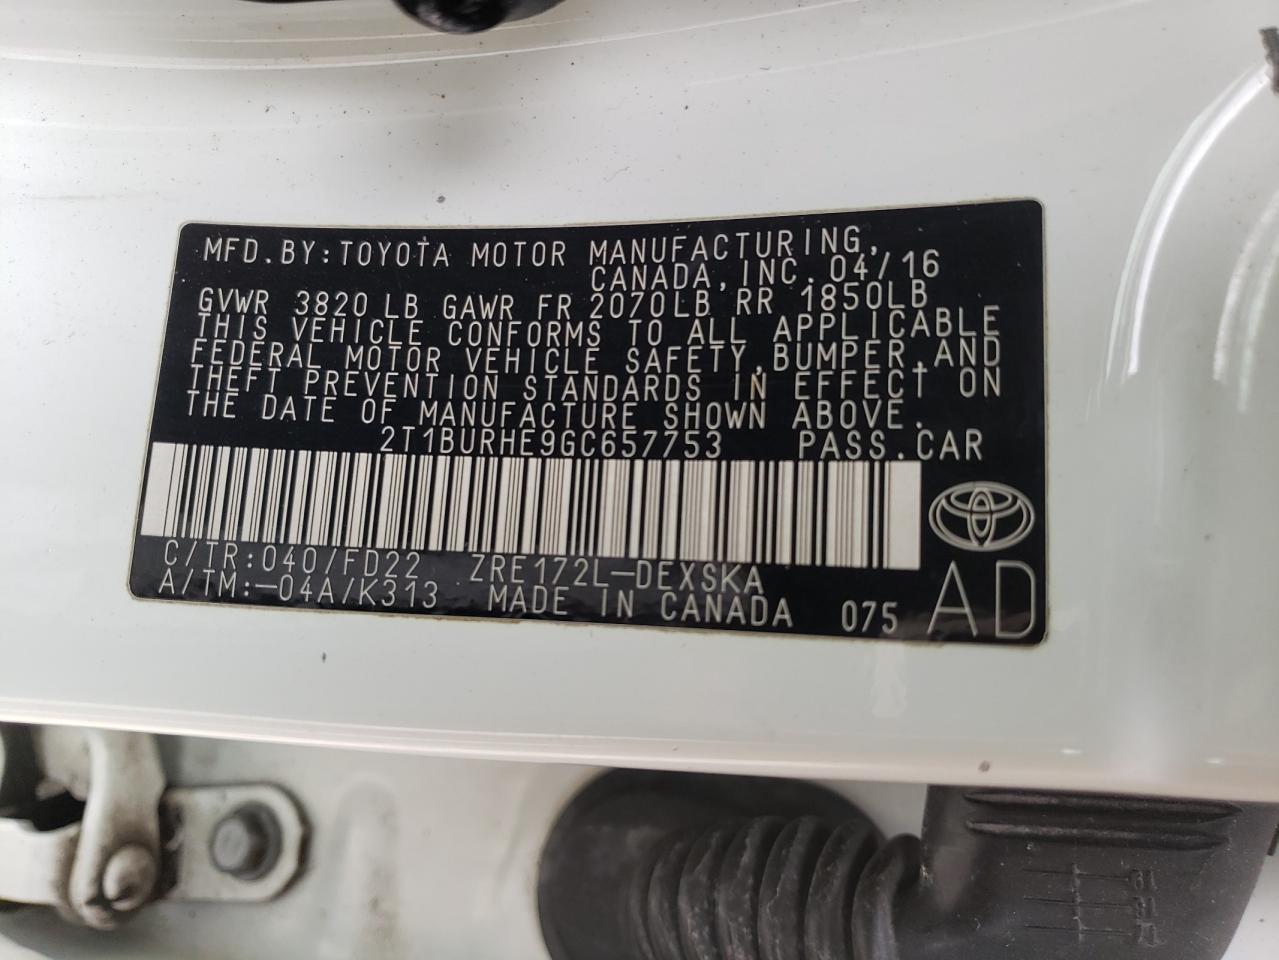 MFD.BY:TOYOTA MOTOR MANUFACTURING,
CANADA,INC. 04/16
GVWR 3820 LB GAWR FR 2070LB RR 1850LB
THIS VEHICLE CONFORMS TO ALL APPLICABLE
FEDERAL MOTOR VEHICLE SAFETY,BUMPER,AND
THEFT PREVENTION STANDARDS IN EFFECT ON
THE DATE OF MANUFACTURE SHOWN ABOVE.
2T1BURHE9GC657753 PASS.CAR
C/TR:040/FD22 ZRE172L-DEXSKA
A/TM:-04A/K313 MADE IN CANADA 075 AD